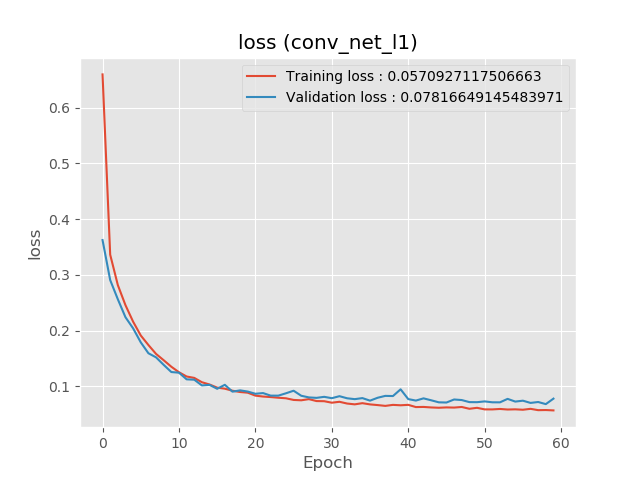 loss (conv_net_l1)
Training loss : 0.0570927117506663
Validation loss : 0.07816649145483971
loss
0.6
0.5
0.4
0.3
0.2
0.1
0 10 20 30 40 50 60
Epoch